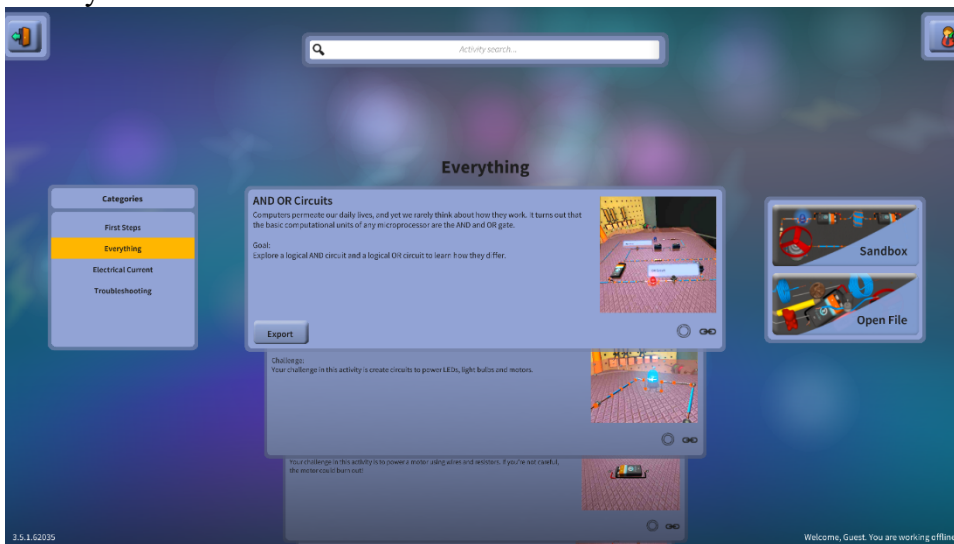 Activity search...
Everything
Categories
First Steps
Everything
Electrical Current
Troubleshooting
AND OR Circuits
Computers permeate our daily lives, and yet we rarely think about how they work. It turns out that
the basic computational units of any microprocessor are the AND and OR gate.
Goal:
Explore a logical AND circuit and a logical OR circuit to learn how they differ.
Export
Challenge:
Your challenge in this activity is create circuits to power LEDs, light bulbs and motors.
Your challenge in this activity is to power a motor using wires and resistors. If you're not careful,
the motor could burn out!
Sandbox
Open File
3.5.1.62035
Welcome, Guest. You are working offline